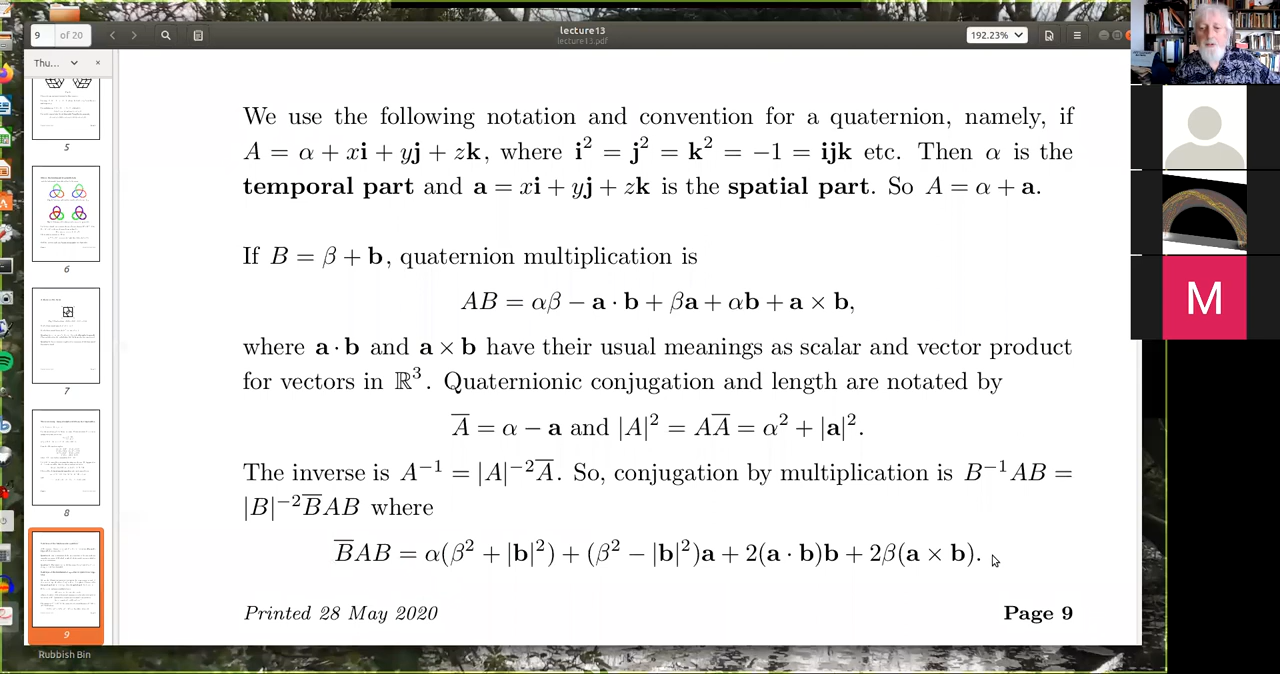 9 of 20
lecture13
lecture13.pdf
192.23%
Thu...
5
6
7
8
9
Rubbish Bin
We use the following notation and convention for a quaternion, namely, if
A = α + xi + yj + zk, where i² = j² = k² = −1 = ijk etc. Then α is the
temporal part and a = xi + yj + zk is the spatial part. So A = α + a.
If B = β + b, quaternion multiplication is
AB = αβ − a · b + βa + αb + a × b,
where a · b and a × b have their usual meanings as scalar and vector product
for vectors in ℝ³. Quaternionic conjugation and length are notated by
A̅ = α − a and |A|² = AA̅ = α² + |a|².
The inverse is A⁻¹ = |A|⁻²A̅. So, conjugation by multiplication is B⁻¹AB =
|B|⁻²B̅AB where
B̅AB = α(β² + |b|²) + (β² − |b|²)a + 2(a · b)b + 2β(a × b).
Printed 28 May 2020 Page 9
M